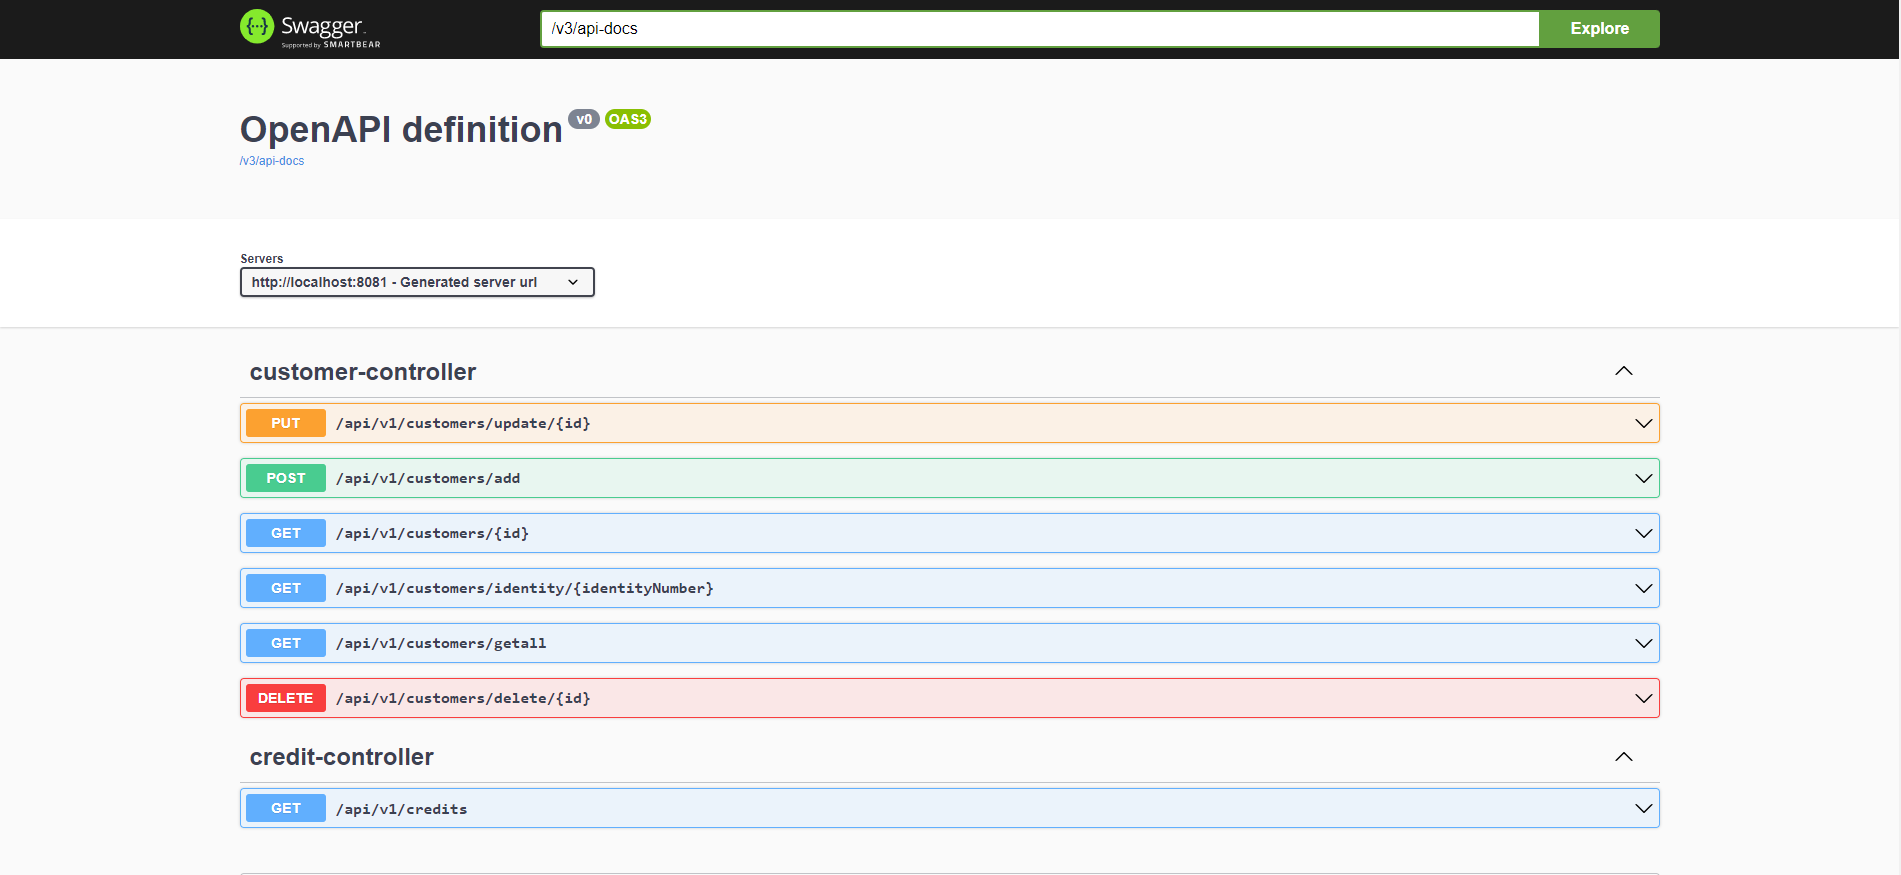 Swagger.
Supported by SMARTBEAR
/v3/api-docs
Explore
OpenAPI definition v0 OAS3
/v3/api-docs
Servers
http://localhost:8081 - Generated server url
customer-controller
PUT /api/v1/customers/update/{id}
POST /api/v1/customers/add
GET /api/v1/customers/{id}
GET /api/v1/customers/identity/{identityNumber}
GET /api/v1/customers/getall
DELETE /api/v1/customers/delete/{id}
credit-controller
GET /api/v1/credits